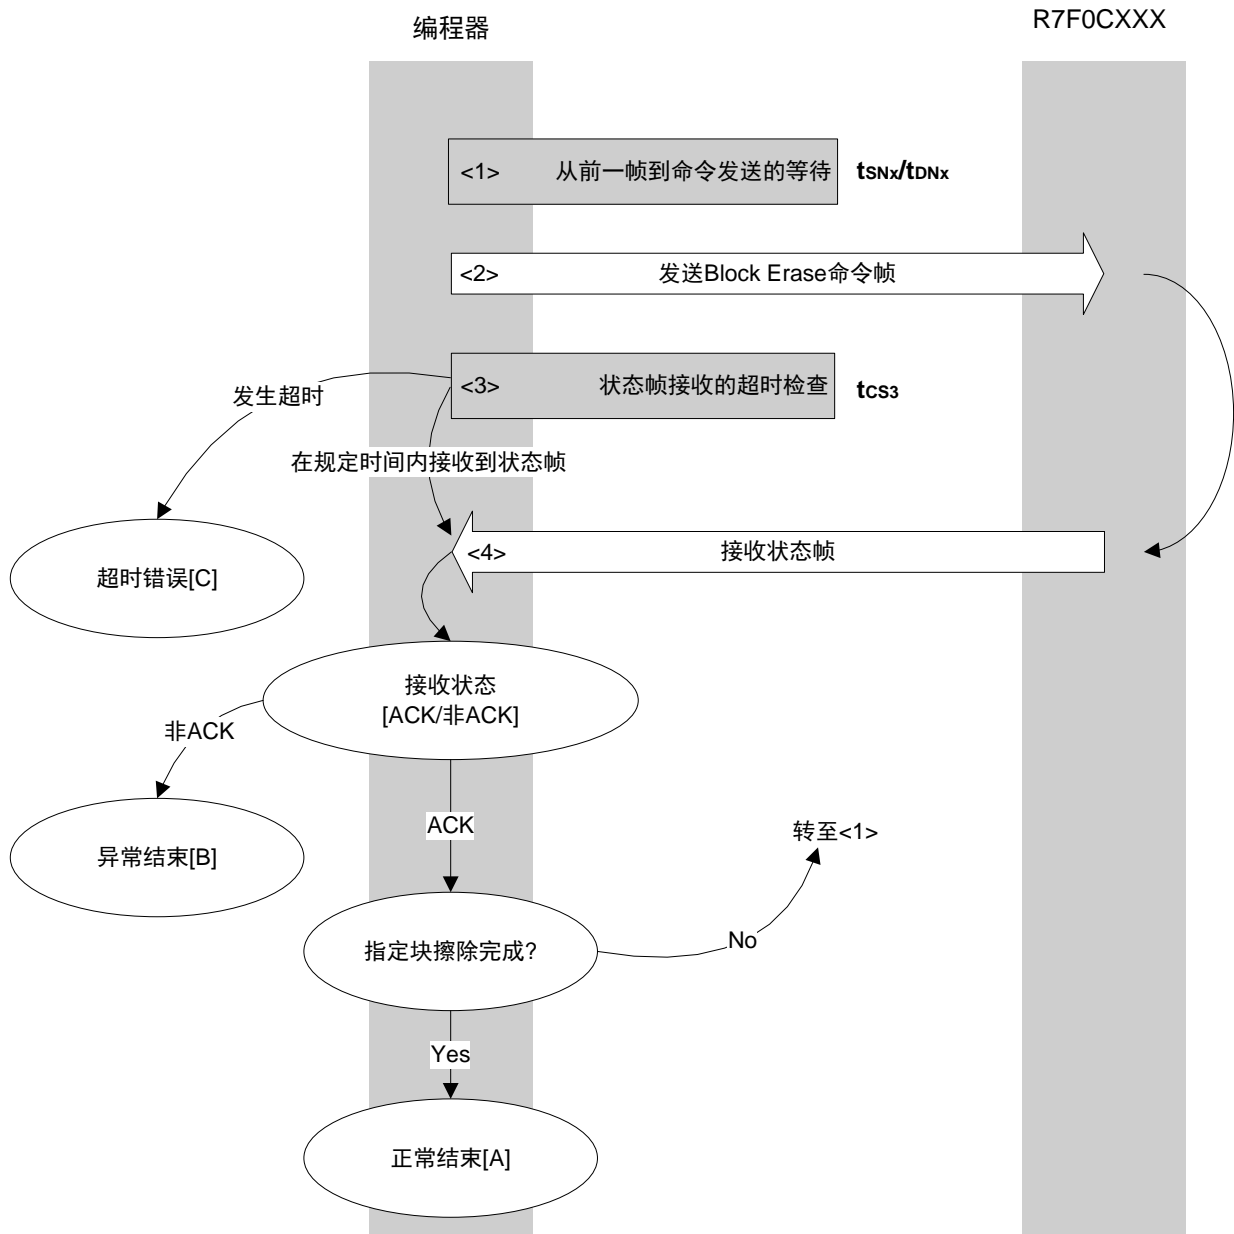 编程器
R7F0CXXX
<1> 从前一帧到命令发送的等待 tSNx/tDNx
<2> 发送Block Erase命令帧
<3> 状态帧接收的超时检查 tCS3
发生超时
在规定时间内接收到状态帧
<4> 接收状态帧
超时错误[C]
接收状态
[ACK/非ACK]
非ACK
ACK
转至<1>
异常结束[B]
指定块擦除完成?
No
Yes
正常结束[A]